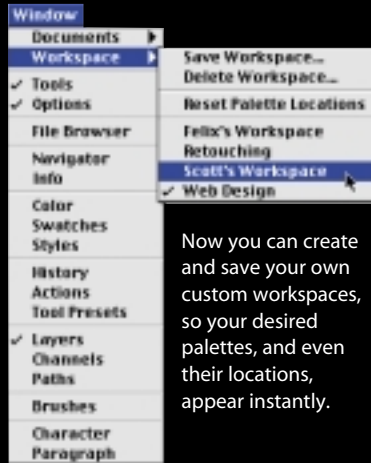 Window
Documents
Workspace
Tools
Options
File Browser
Navigator
Info
Color
Swatches
Styles
History
Actions
Tool Presets
Layers
Channels
Paths
Brushes
Character
Paragraph
Save Workspace...
Delete Workspace...
Reset Palette Locations
Felix's Workspace
Retouching
Scott's Workspace
Web Design
Now you can create
and save your own
custom workspaces,
so your desired
palettes, and even
their locations,
appear instantly.